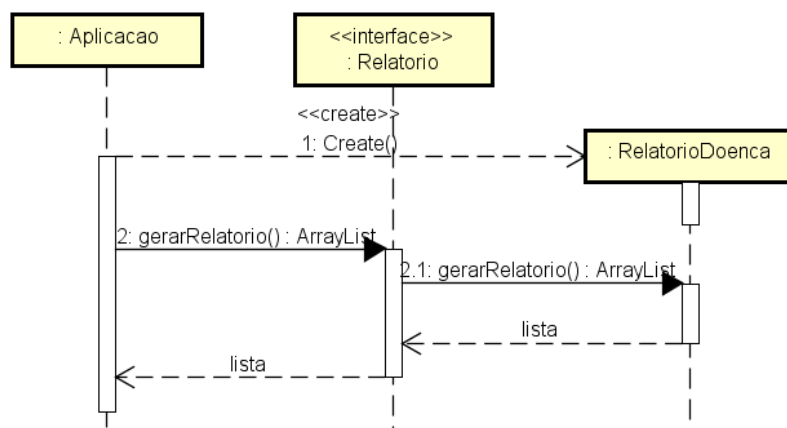 : Aplicacao
<<interface>>
: Relatorio
<<create>>
1: Create()
: RelatorioDoenca
2: gerarRelatorio() : ArrayList
2.1: gerarRelatorio() : ArrayList
lista
lista